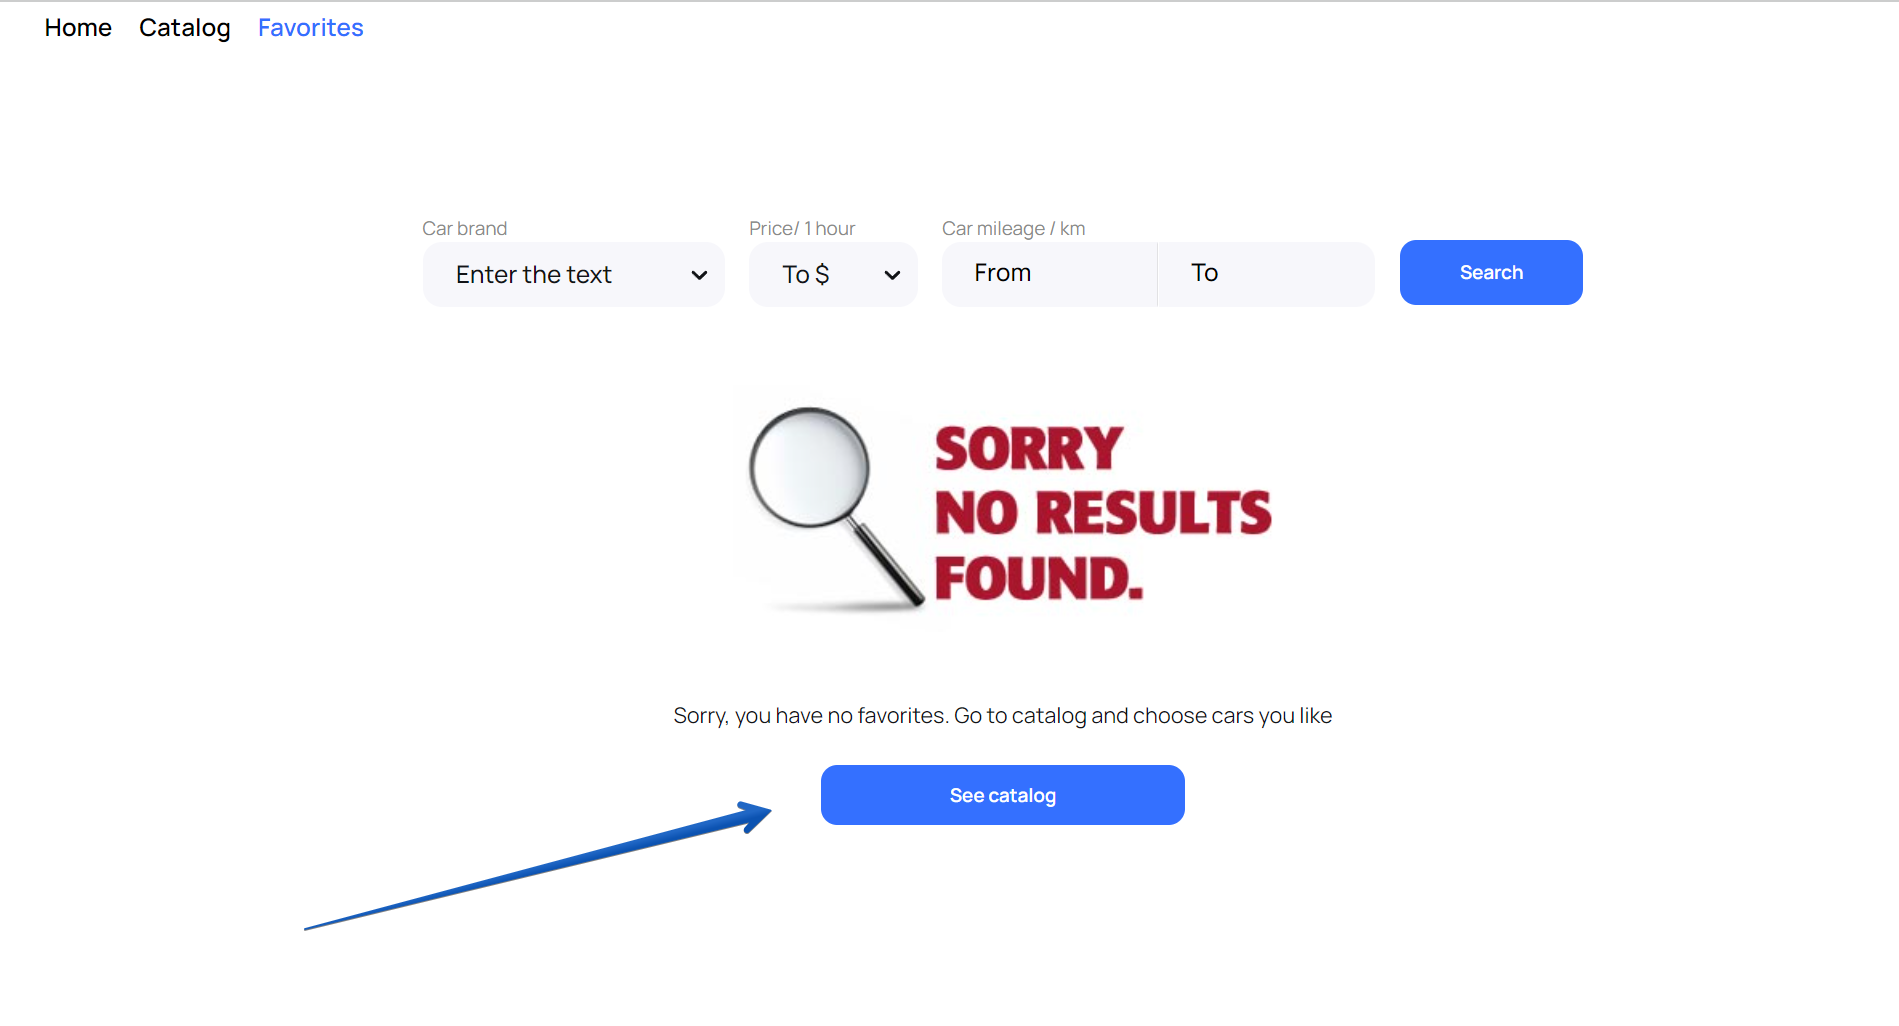 Home Catalog Favorites
Car brand Price/ 1 hour Car mileage / km
Enter the text To $ From To Search
SORRY
NO RESULTS
FOUND.
Sorry, you have no favorites. Go to catalog and choose cars you like
See catalog